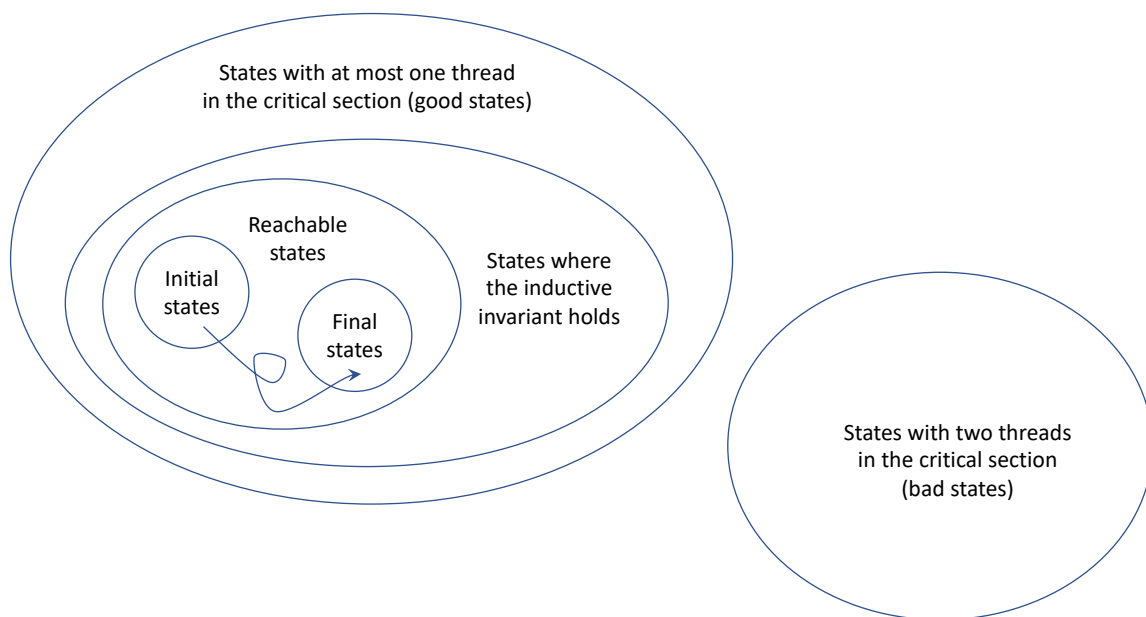 States with at most one thread
in the critical section (good states)
Reachable
states
Initial
states
States where
the inductive
invariant holds
Final
states
States with two threads
in the critical section
(bad states)